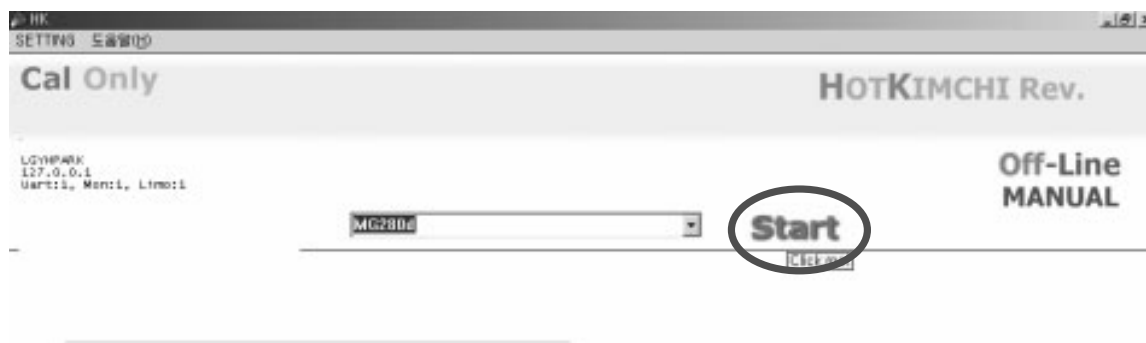 HK
SETTING 도움말(H)
Cal Only
HOTKIMCHI Rev.
LGYHPARK
127.0.0.1
Uart:1, Mon:1, Limo:1
Off-Line
MANUAL
MG280d
Start
Click